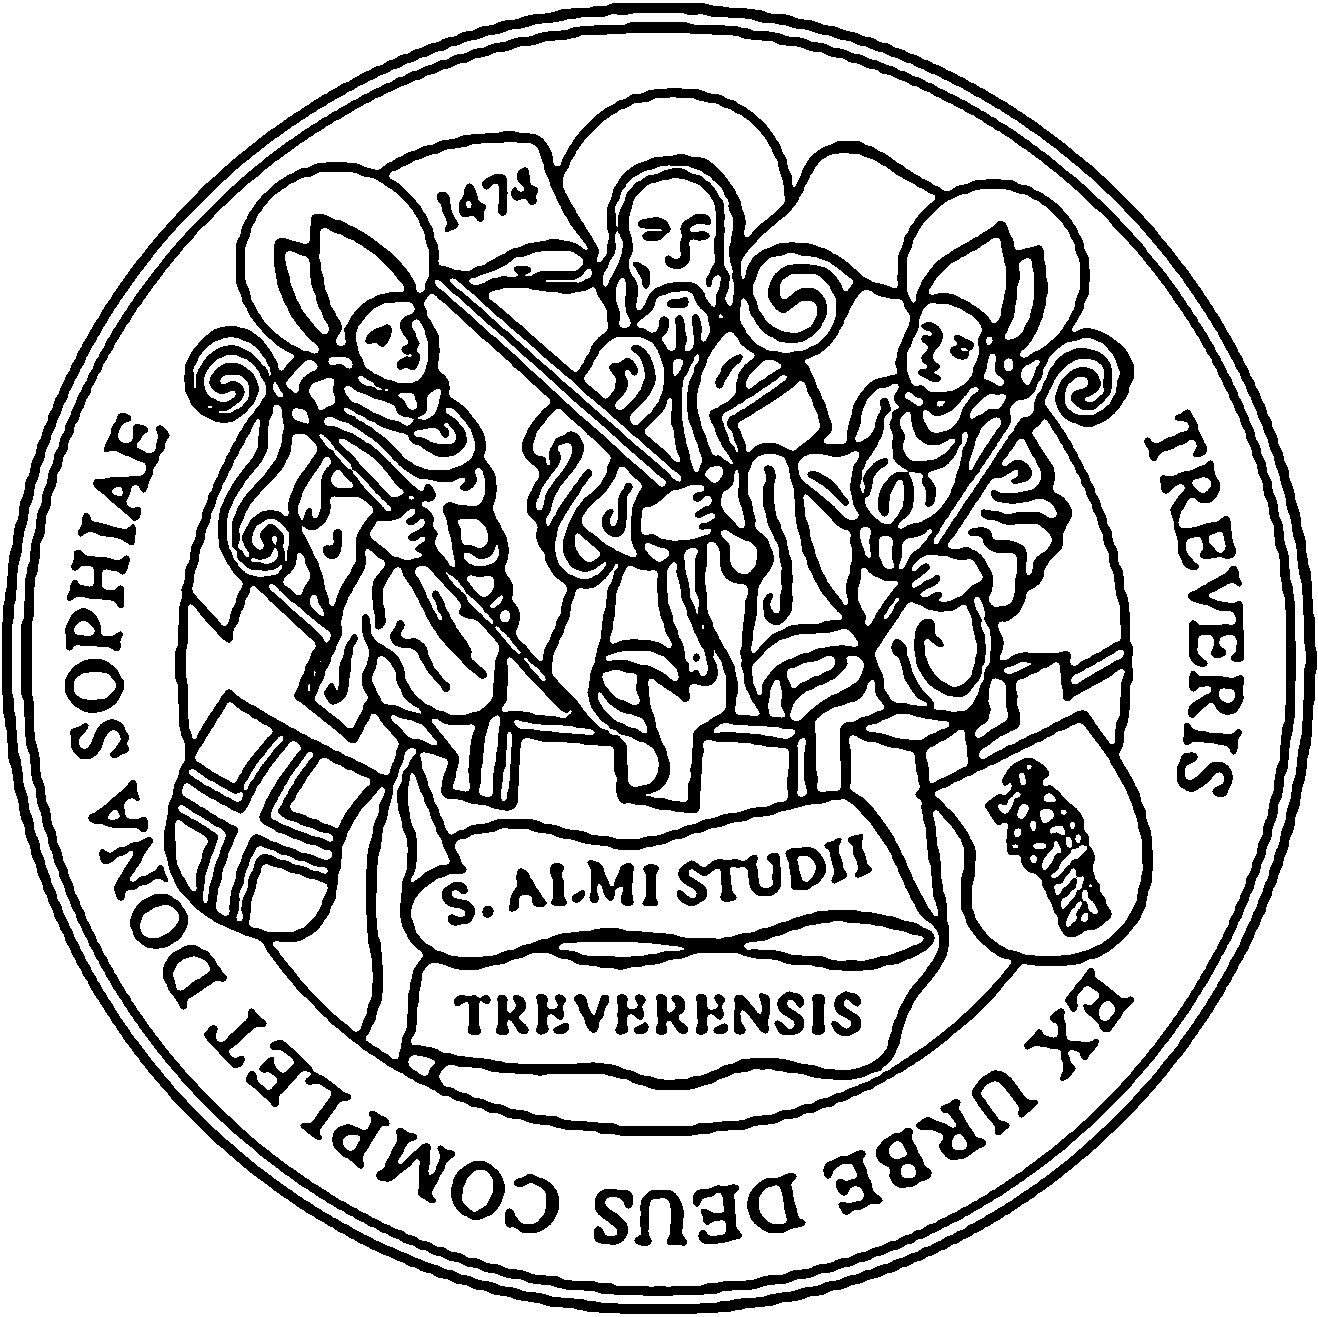 TREVERIS EX URBE DEUS COMPLET DONA SOPHIAE
1474
S. ALMI STUDII
TREVERENSIS